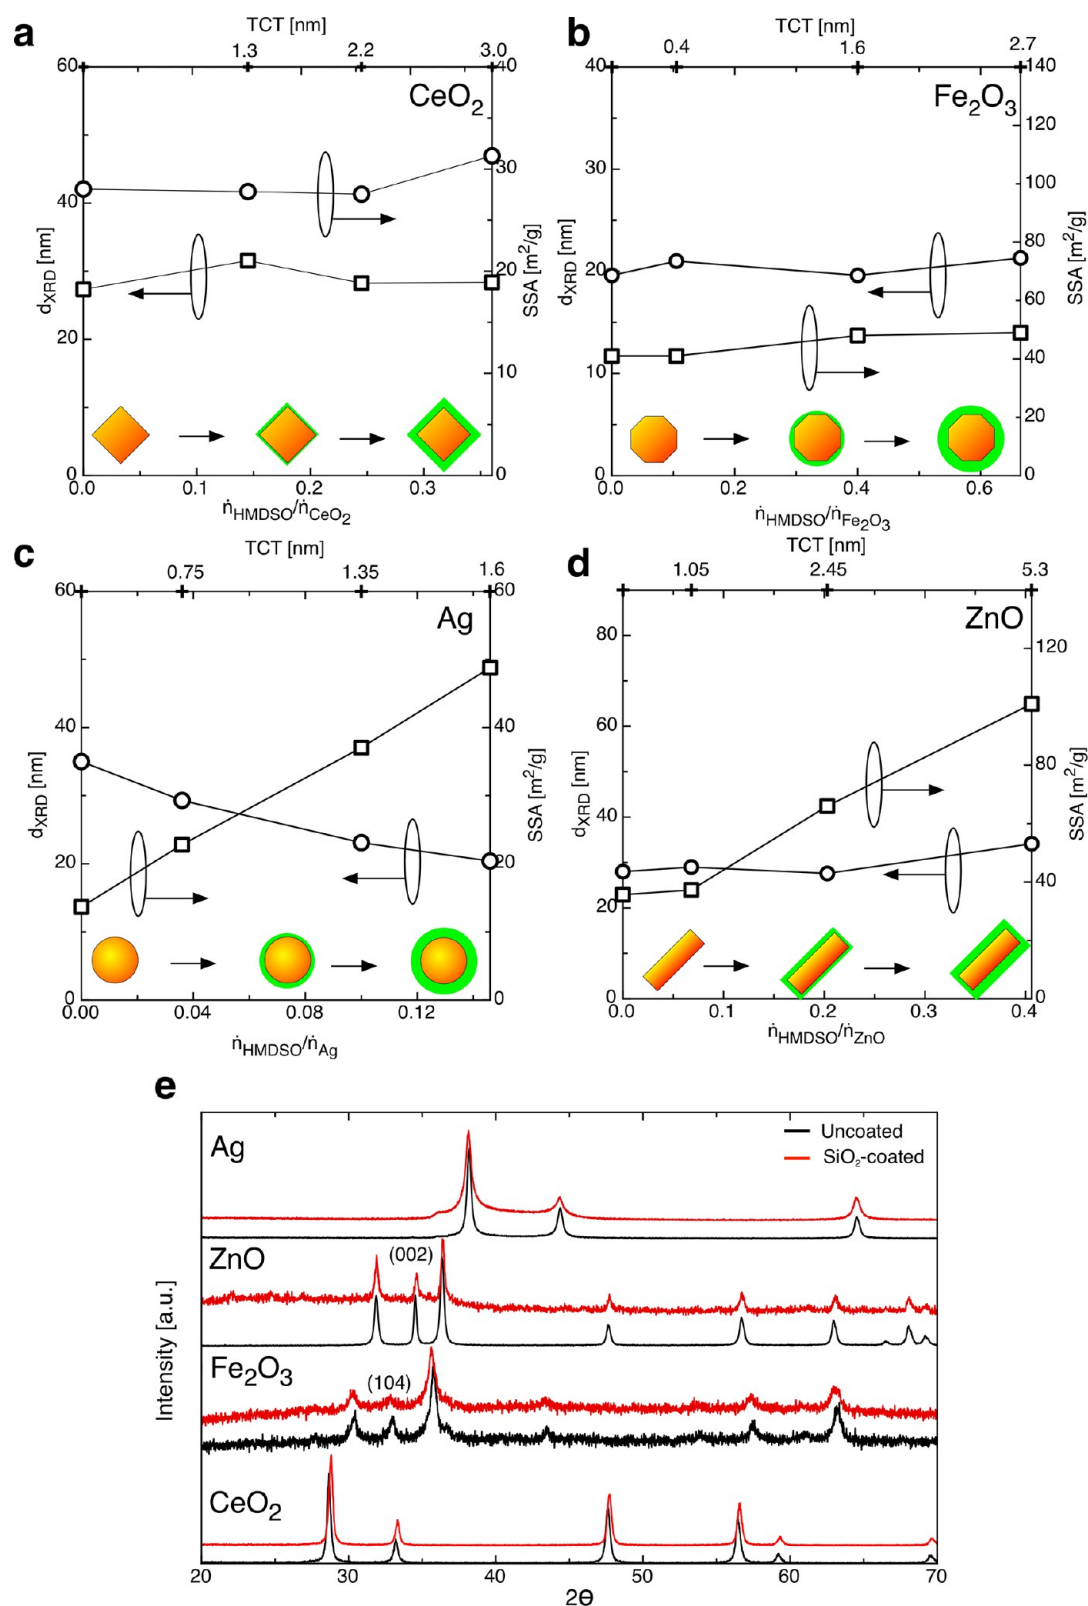 a
TCT [nm]
1.3 2.2 3.0
60 40
CeO2
30
40
dXRD [nm]
20
SSA [m2/g]
20
10
0 0
0.0 0.1 0.2 0.3
ṅHMDSO/ṅCeO2
b
TCT [nm]
0.4 1.6 2.7
40 140
Fe2O3
120
30
100
80
dXRD [nm]
20
SSA [m2/g]
60
40
10
20
0 0
0.0 0.2 0.4 0.6
ṅHMDSO/ṅFe2O3
c
TCT [nm]
0.75 1.35 1.6
60 60
Ag
40 40
dXRD [nm]
SSA [m2/g]
20 20
0 0
0.00 0.04 0.08 0.12
ṅHMDSO/ṅAg
d
TCT [nm]
1.05 2.45 5.3
ZnO
80
120
60
80
dXRD [nm]
SSA [m2/g]
40
40
20
0 0
0.0 0.1 0.2 0.3 0.4
ṅHMDSO/ṅZnO
e
Ag
Uncoated
SiO2-coated
ZnO
(002)
Intensity [a.u.]
Fe2O3
(104)
CeO2
20 30 40 50 60 70
2Θ